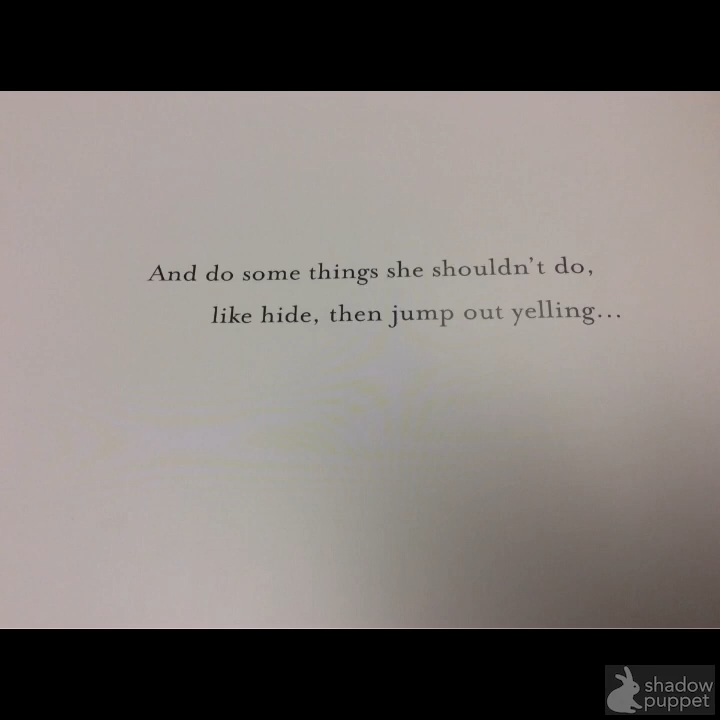 And do some things she shouldn't do,
like hide, then jump out yelling...
shadow
puppet